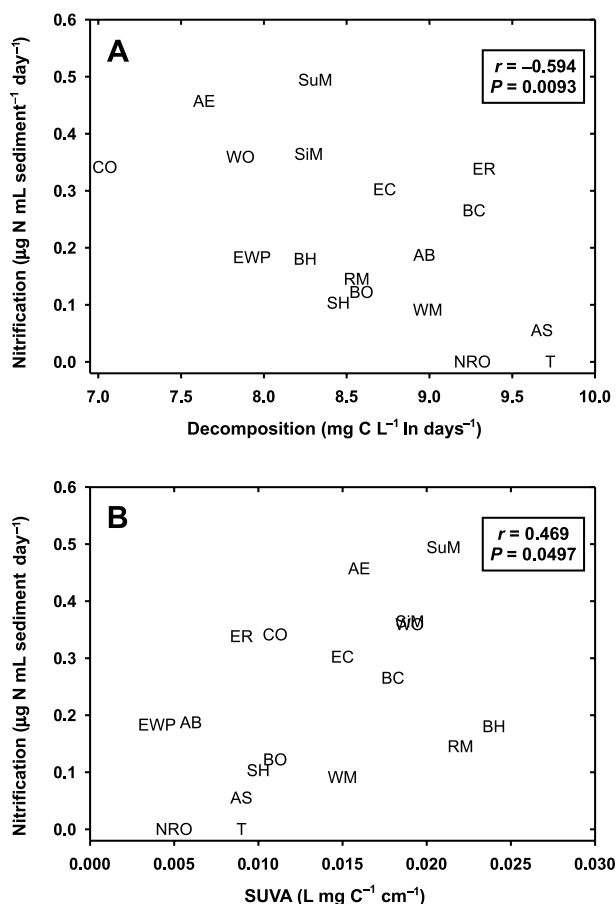 A
r = –0.594
P = 0.0093
0.6
0.5
0.4
0.3
0.2
0.1
0.0
Nitrification (µg N mL sediment⁻¹ day⁻¹)
SuM
AE
WO
SiM
CO
ER
EC
BC
EWP
BH
AB
RM
BO
SH
WM
AS
NRO
T
7.0 7.5 8.0 8.5 9.0 9.5 10.0
Decomposition (mg C L⁻¹ ln days⁻¹)
B
r = 0.469
P = 0.0497
0.6
0.5
0.4
0.3
0.2
0.1
0.0
Nitrification (µg N mL sediment day⁻¹)
SuM
AE
SiM
WO
ER
CO
EC
BC
EWP
AB
BH
RM
BO
SH
WM
AS
NRO
T
0.000 0.005 0.010 0.015 0.020 0.025 0.030
SUVA (L mg C⁻¹ cm⁻¹)